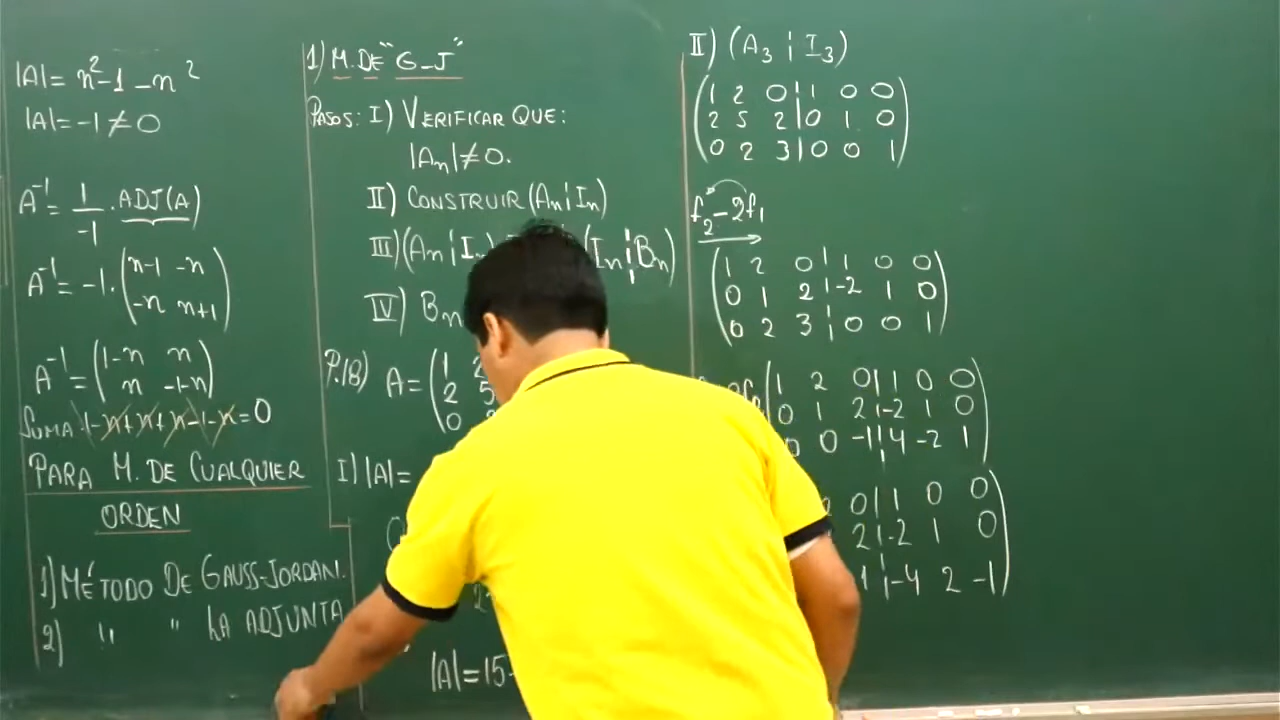 |A|= n²-1-n²
|A|=-1≠0
A⁻¹= 1/-1 . ADJ(A)
A⁻¹= -1.(n-1 -n
-n n+1)
A⁻¹= (1-n n
n -1-n)
SUMA 1-n+n+n-1-n=0
PARA M. DE CUALQUIER
ORDEN
1) MÉTODO DE GAUSS-JORDAN.
2) " " LA ADJUNTA
1) M. DE "G-J"
PASOS: I) VERIFICAR QUE:
|An|≠0.
II) CONSTRUIR (An¦In)
III) (An¦In) (In¦Bn)
IV) Bn
P.18) A= (1 2
2 5
0
I) |A|=
|A|=15-
II) (A₃ ¦ I₃)
(1 2 0 ¦ 1 0 0
2 5 2 ¦ 0 1 0
0 2 3 ¦ 0 0 1)
f₂-2f₁
(1 2 0 ¦ 1 0 0
0 1 2 ¦ -2 1 0
0 2 3 ¦ 0 0 1)
(1 2 0 ¦ 1 0 0
0 1 2 ¦ -2 1 0
0 0 -1 ¦ 4 -2 1)
0 ¦ 1 0 0
2 ¦ -2 1 0
1 ¦ -4 2 -1)